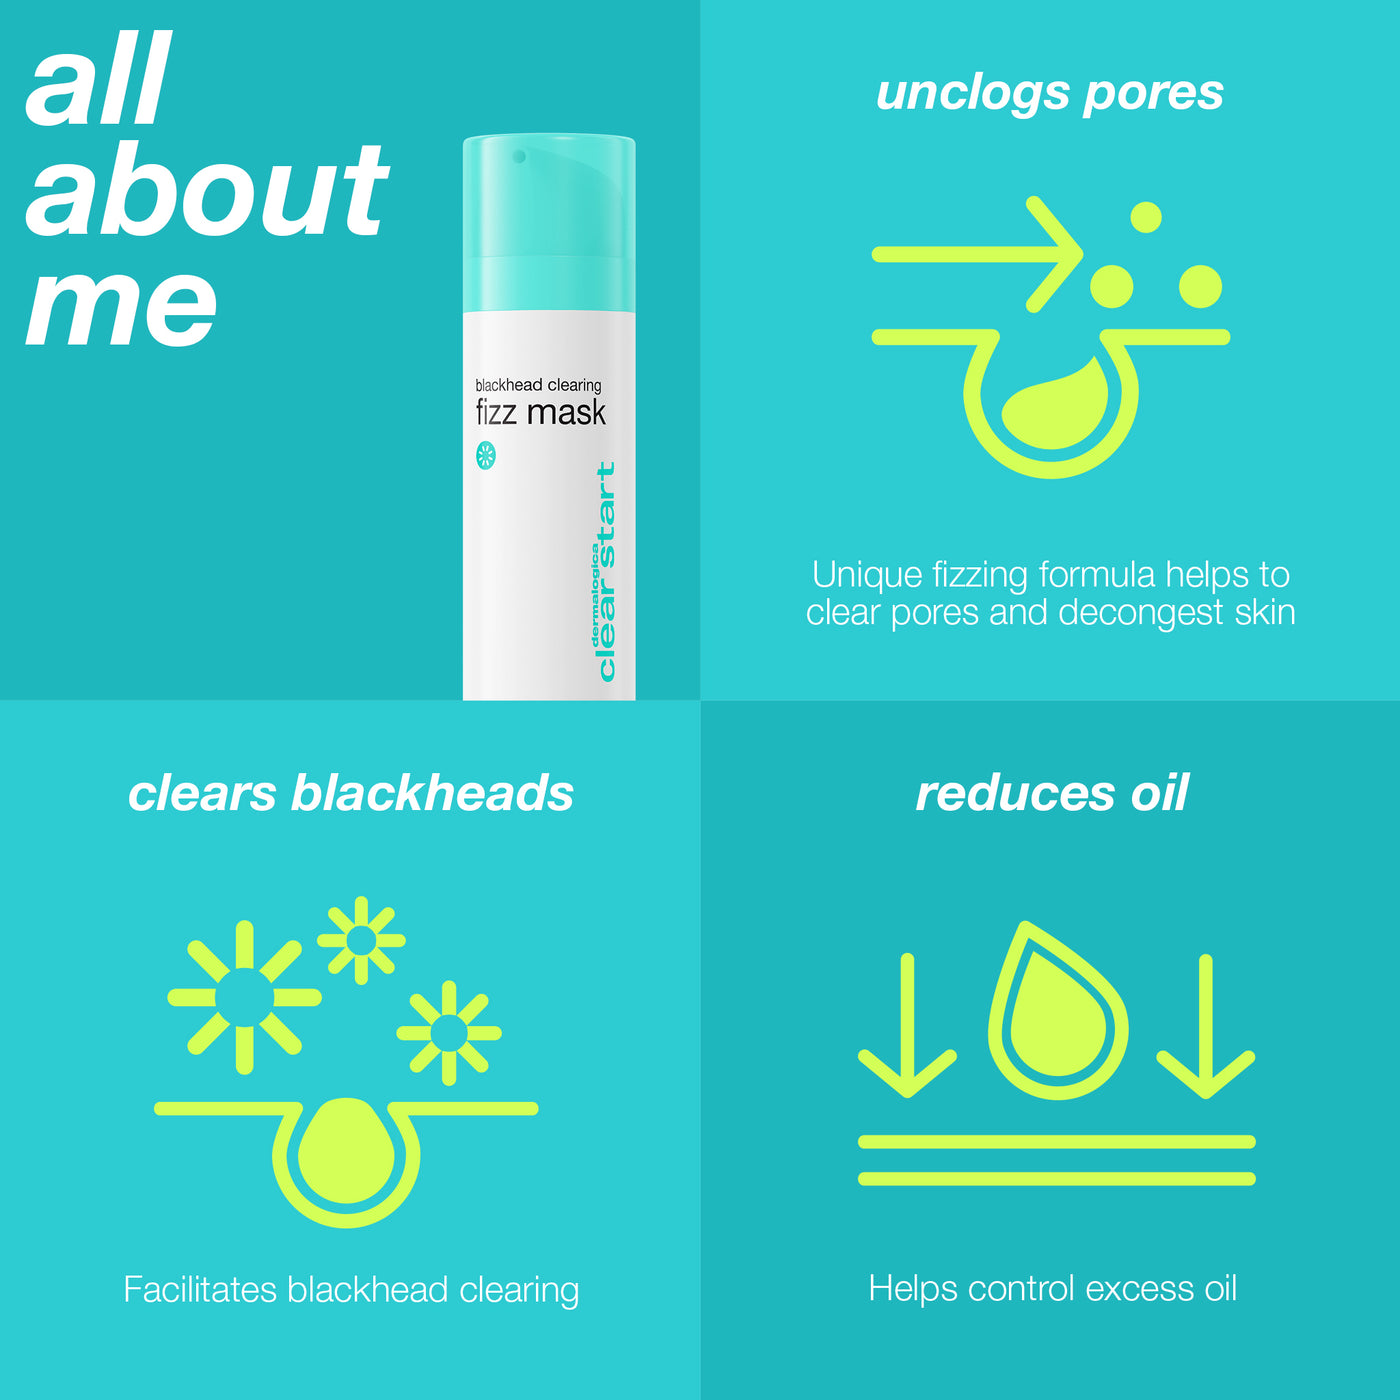 all
about
me
blackhead clearing
fizz mask
dermalogica
clear start
unclogs pores
Unique fizzing formula helps to
clear pores and decongest skin
clears blackheads
Facilitates blackhead clearing
reduces oil
Helps control excess oil